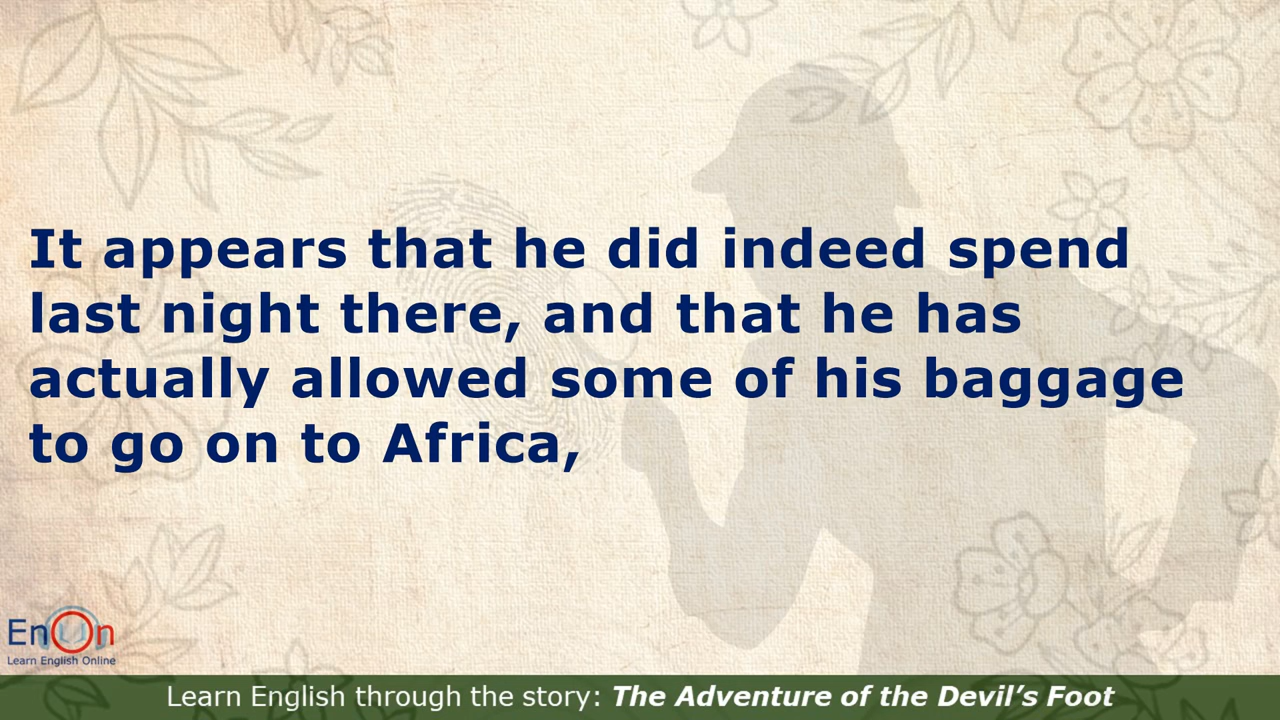 It appears that he did indeed spend
last night there, and that he has
actually allowed some of his baggage
to go on to Africa,
EnOn
Learn English Online
Learn English through the story: The Adventure of the Devil’s Foot